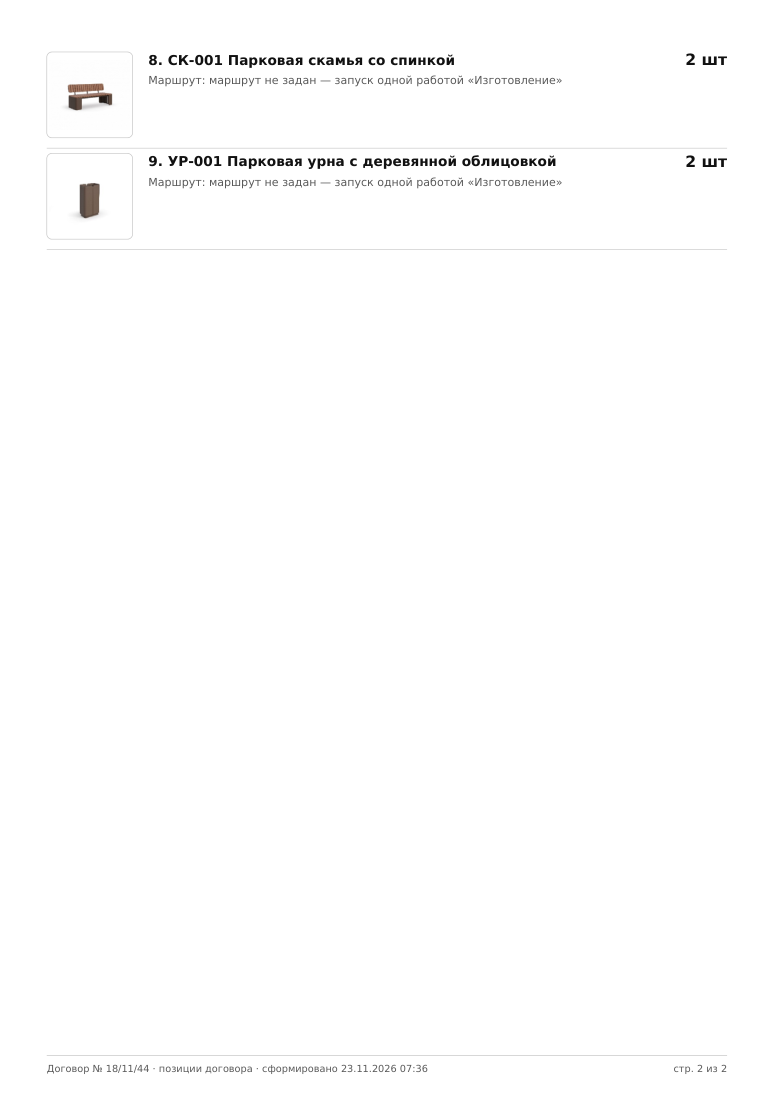 8. СК-001 Парковая скамья со спинкой
2 шт
Маршрут: маршрут не задан — запуск одной работой «Изготовление»
9. УР-001 Парковая урна с деревянной облицовкой
2 шт
Маршрут: маршрут не задан — запуск одной работой «Изготовление»
Договор № 18/11/44 · позиции договора · сформировано 23.11.2026 07:36
стр. 2 из 2